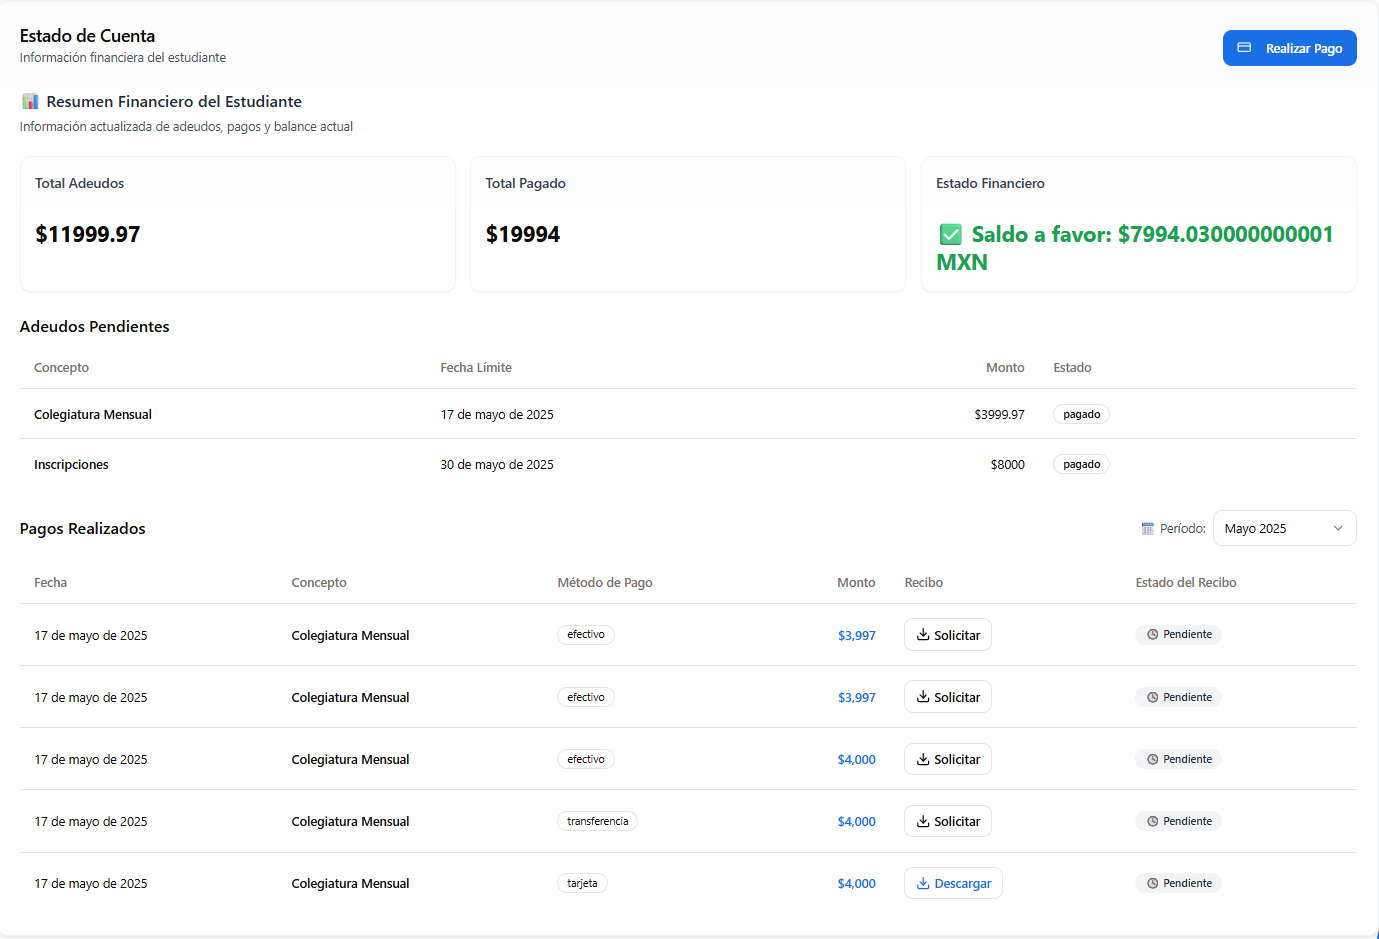 Estado de Cuenta
Información financiera del estudiante
Realizar Pago
Resumen Financiero del Estudiante
Información actualizada de adeudos, pagos y balance actual
Total Adeudos
$11999.97
Total Pagado
$19994
Estado Financiero
Saldo a favor: $7994.030000000001
MXN
Adeudos Pendientes
Concepto Fecha Límite Monto Estado
Colegiatura Mensual 17 de mayo de 2025 $3999.97 pagado
Inscripciones 30 de mayo de 2025 $8000 pagado
Pagos Realizados
Período: Mayo 2025
Fecha Concepto Método de Pago Monto Recibo Estado del Recibo
17 de mayo de 2025 Colegiatura Mensual efectivo $3,997 Solicitar Pendiente
17 de mayo de 2025 Colegiatura Mensual efectivo $3,997 Solicitar Pendiente
17 de mayo de 2025 Colegiatura Mensual efectivo $4,000 Solicitar Pendiente
17 de mayo de 2025 Colegiatura Mensual transferencia $4,000 Solicitar Pendiente
17 de mayo de 2025 Colegiatura Mensual tarjeta $4,000 Descargar Pendiente